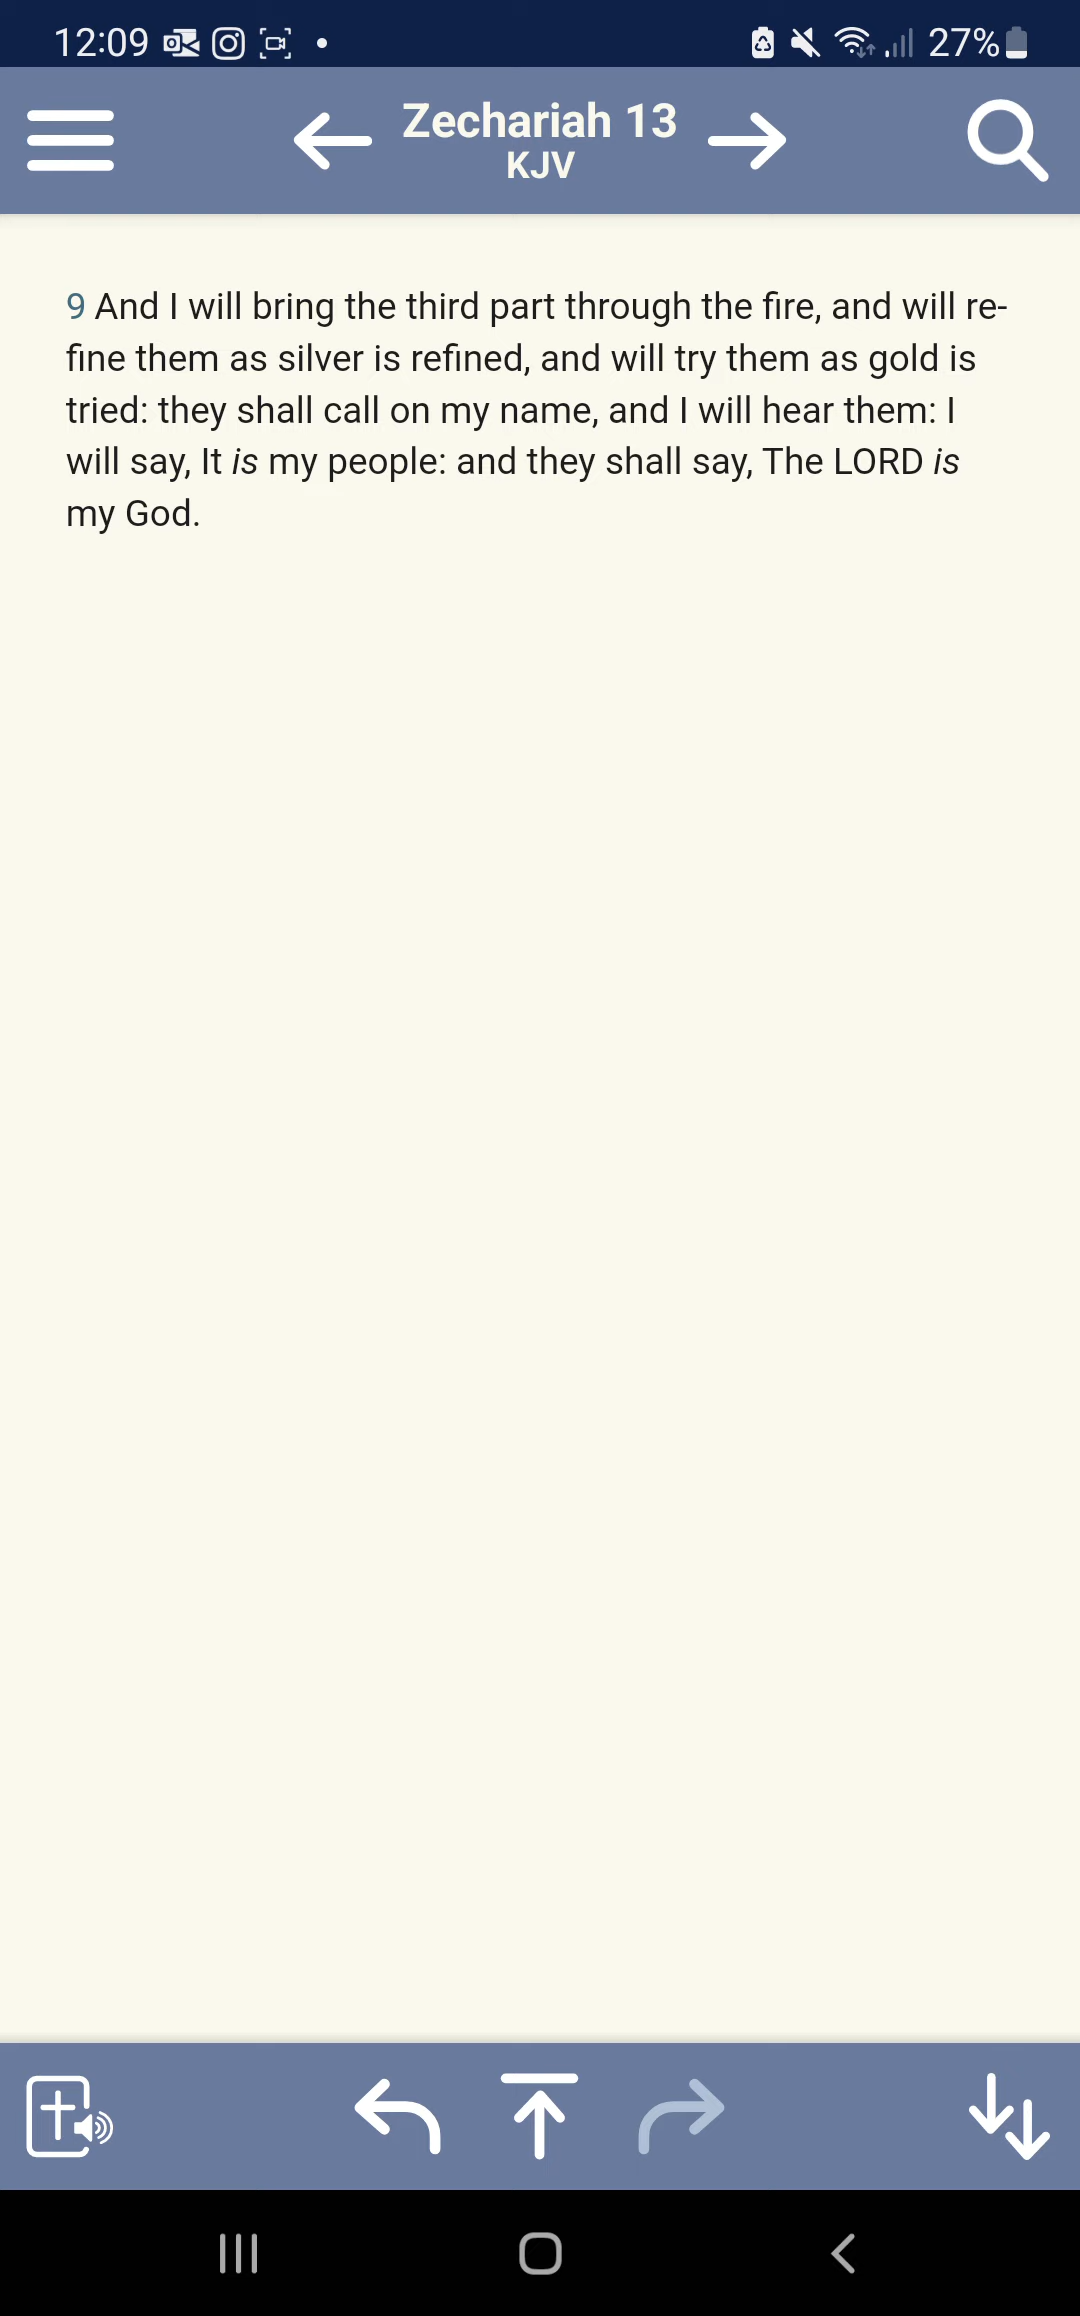 12:09
27%
Zechariah 13
KJV
9 And I will bring the third part through the fire, and will re-
fine them as silver is refined, and will try them as gold is
tried: they shall call on my name, and I will hear them: I
will say, It is my people: and they shall say, The LORD is
my God.